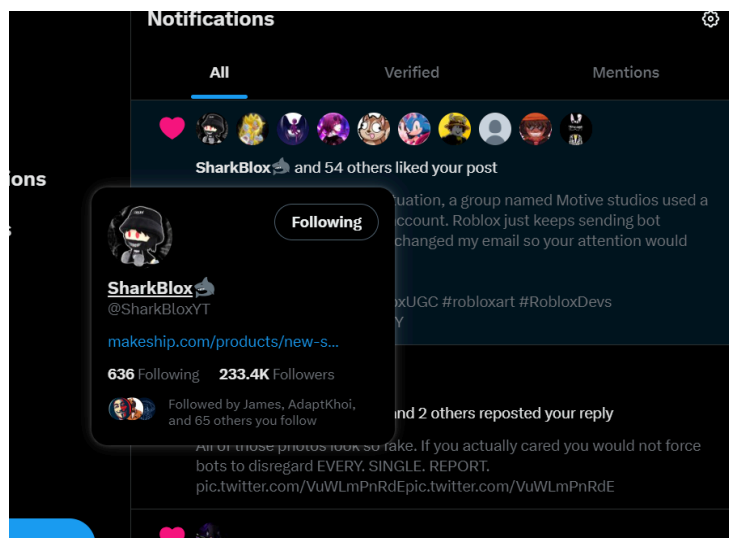 Notifications
All
Verified
Mentions
ions
SharkBlox and 54 others liked your post
tuation, a group named Motive studios used a
account. Roblox just keeps sending bot
changed my email so your attention would
Following
SharkBlox
@SharkBloxYT
oxUGC #robloxart #RobloxDevs
Y
makeship.com/products/new-s...
636 Following 233.4K Followers
Followed by James, AdaptKhoi,
and 65 others you follow
and 2 others reposted your reply
All of those photos look so fake. If you actually cared you would not force
bots to disregard EVERY. SINGLE. REPORT.
pic.twitter.com/VuWLmPnRdEpic.twitter.com/VuWLmPnRdE